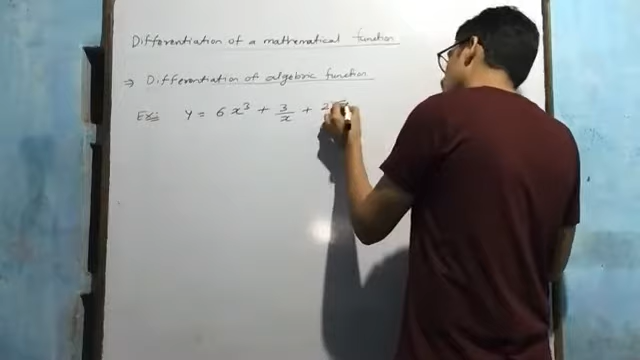 Differentiation of a mathematical function
⇒ Differentiation of algebraic function
Ex:- y = 6x³ + 3/x + 2